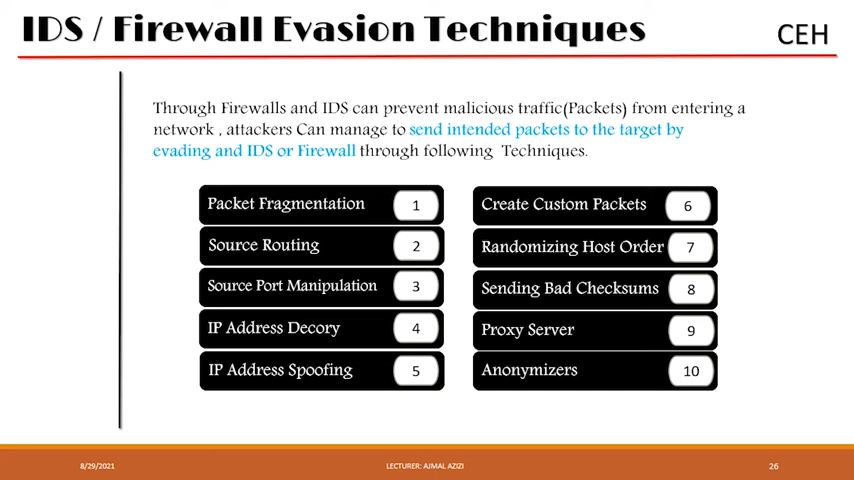 IDS / Firewall Evasion Techniques
CEH
Through Firewalls and IDS can prevent malicious traffic(Packets) from entering a
network , attackers Can manage to send intended packets to the target by
evading and IDS or Firewall through following Techniques.
Packet Fragmentation 1
Source Routing 2
Source Port Manipulation 3
IP Address Decory 4
IP Address Spoofing 5
Create Custom Packets 6
Randomizing Host Order 7
Sending Bad Checksums 8
Proxy Server 9
Anonymizers 10
8/29/2021
LECTURER: AJMAL AZIZI
26